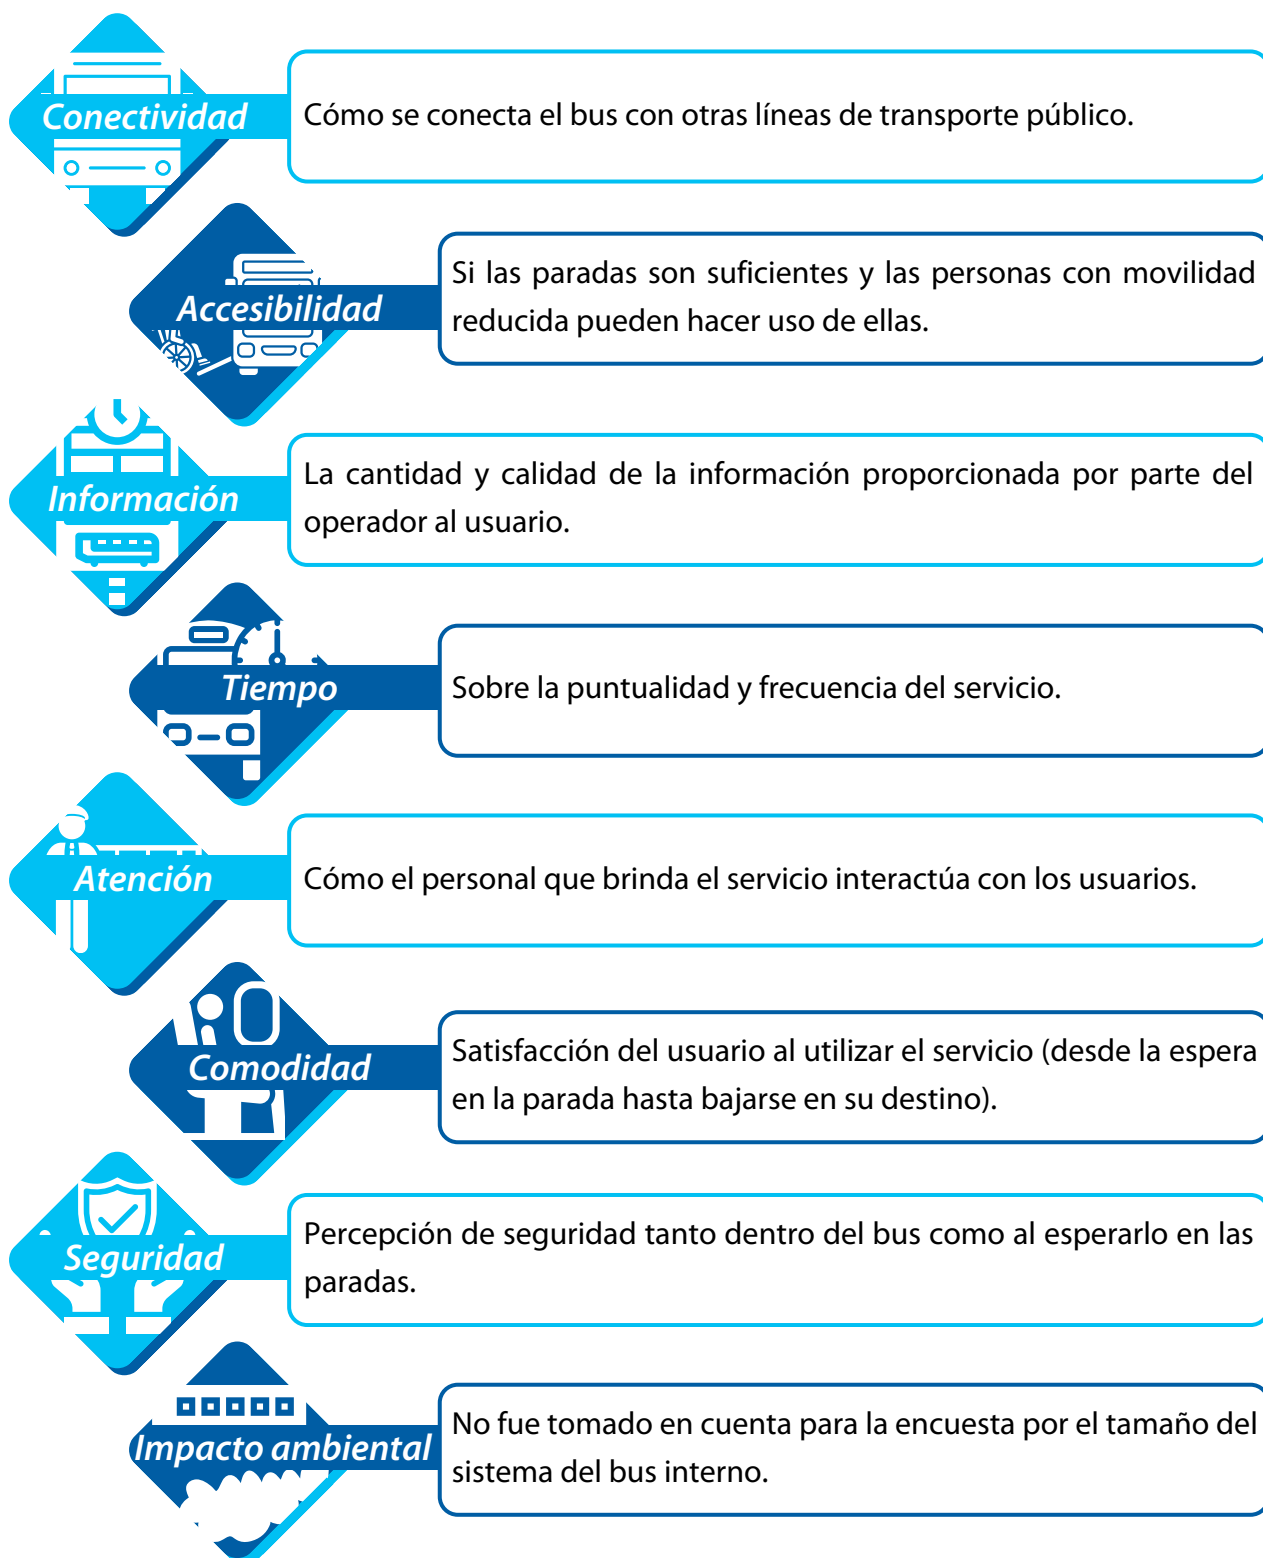 Conectividad
Cómo se conecta el bus con otras líneas de transporte público.
Accesibilidad
Si las paradas son suficientes y las personas con movilidad
reducida pueden hacer uso de ellas.
Información
La cantidad y calidad de la información proporcionada por parte del
operador al usuario.
Tiempo
Sobre la puntualidad y frecuencia del servicio.
Atención
Cómo el personal que brinda el servicio interactúa con los usuarios.
Comodidad
Satisfacción del usuario al utilizar el servicio (desde la espera
en la parada hasta bajarse en su destino).
Seguridad
Percepción de seguridad tanto dentro del bus como al esperarlo en las
paradas.
Impacto ambiental
No fue tomado en cuenta para la encuesta por el tamaño del
sistema del bus interno.